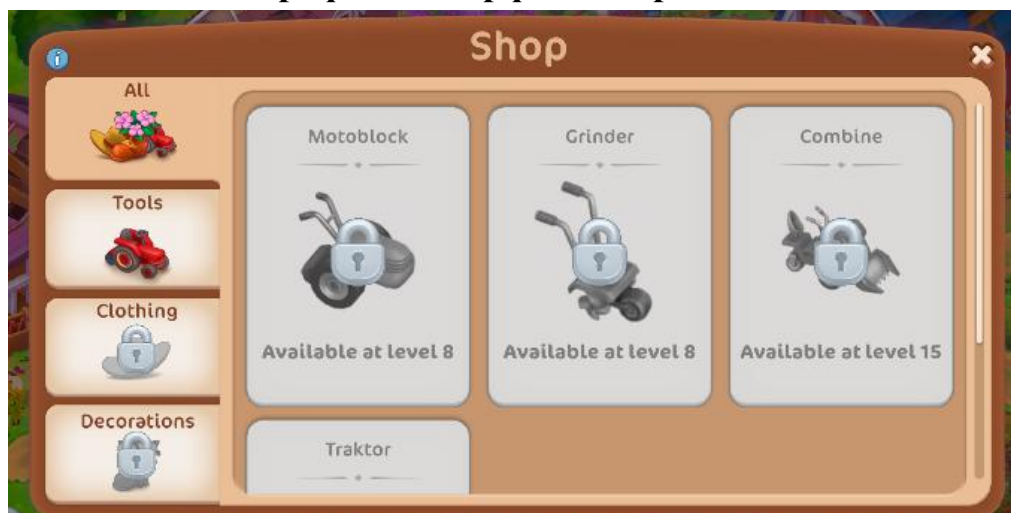 Shop
All
Motoblock
Grinder
Combine
Tools
Clothing
Available at level 8
Available at level 8
Available at level 15
Decorations
Traktor